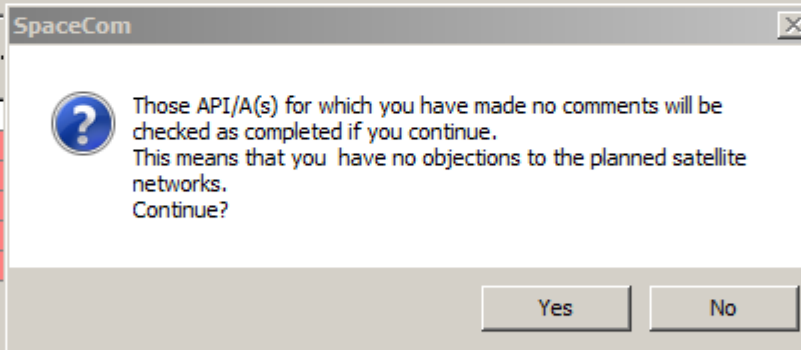 SpaceCom
Those API/A(s) for which you have made no comments will be
checked as completed if you continue.
This means that you  have no objections to the planned satellite
networks.
Continue?
Yes
No